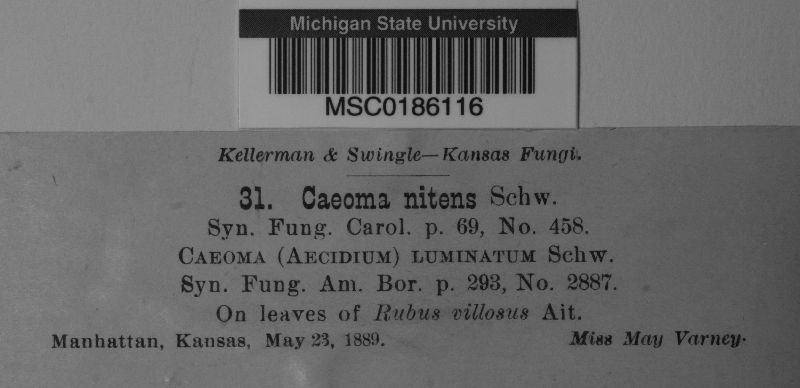 Michigan State University
MSC0186116
Kellerman & Swingle—Kansas Fungi.
31. Caeoma nitens Schw.
Syn. Fung. Carol. p. 69, No. 458.
CAEOMA (AECIDIUM) LUMINATUM Schw.
Syn. Fung. Am. Bor. p. 293, No. 2887.
On leaves of Rubus villosus Ait.
Manhattan, Kansas, May 23, 1889. Miss May Varney.